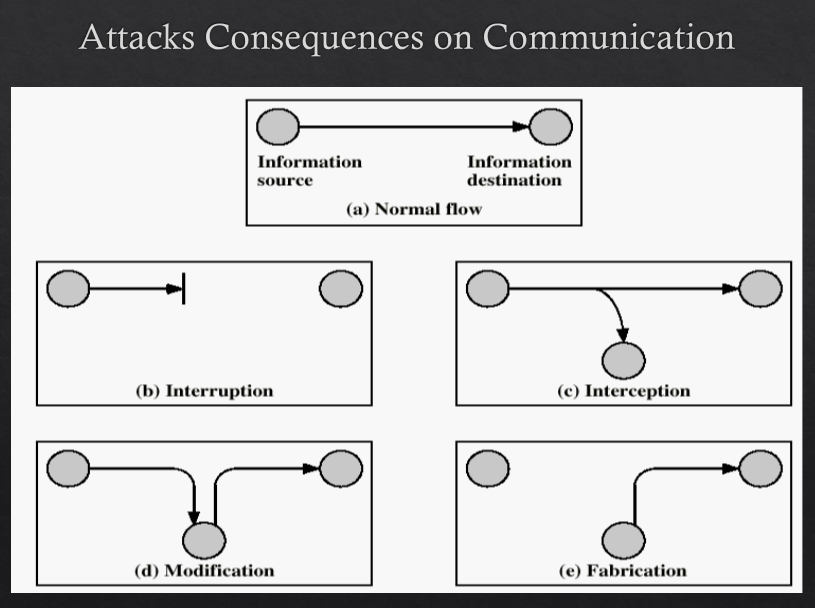 Attacks Consequences on Communication
Information
source
Information
destination
(a) Normal flow
(b) Interruption
(c) Interception
(d) Modification
(e) Fabrication